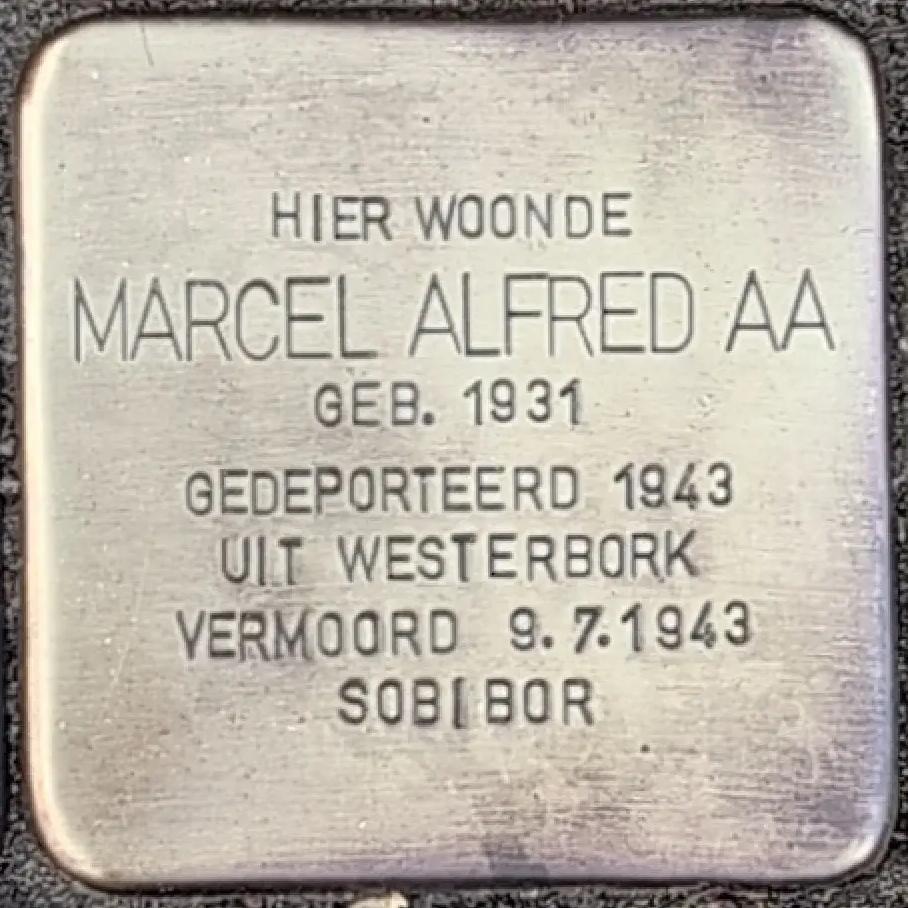 HIER WOONDE
MARCEL ALFRED AA
GEB. 1931
GEDEPORTEERD 1943
UIT WESTERBORK
VERMOORD 9.7.1943
SOBIBOR